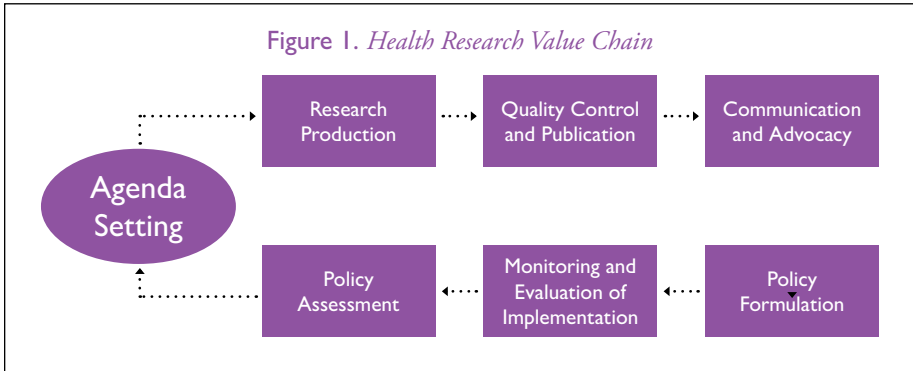 Figure 1. Health Research Value Chain
Research
Production
Quality Control
and Publication
Communication
and Advocacy
Agenda
Setting
Policy
Assessment
Monitoring and
Evaluation of
Implementation
Policy
Formulation